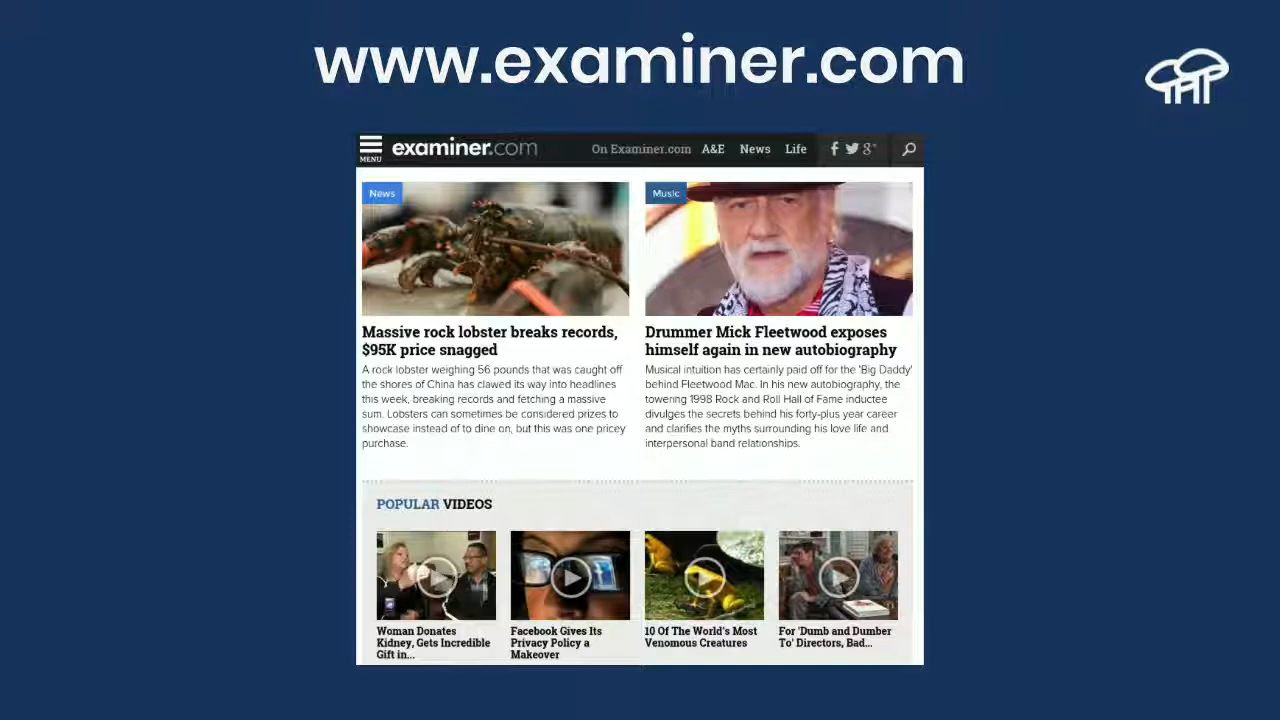 www.examiner.com
MENU
examiner.com
On Examiner.com A&E News Life
News
Music
Massive rock lobster breaks records,
$95K price snagged
A rock lobster weighing 56 pounds that was caught off
the shores of China has clawed its way into headlines
this week, breaking records and fetching a massive
sum. Lobsters can sometimes be considered prizes to
showcase instead of to dine on, but this was one pricey
purchase.
Drummer Mick Fleetwood exposes
himself again in new autobiography
Musical intuition has certainly paid off for the 'Big Daddy'
behind Fleetwood Mac. In his new autobiography, the
towering 1998 Rock and Roll Hall of Fame inductee
divulges the secrets behind his forty-plus year career
and clarifies the myths surrounding his love life and
interpersonal band relationships.
POPULAR VIDEOS
Woman Donates
Kidney, Gets Incredible
Gift in...
Facebook Gives Its
Privacy Policy a
Makeover
10 Of The World's Most
Venomous Creatures
For 'Dumb and Dumber
To' Directors, Bad...